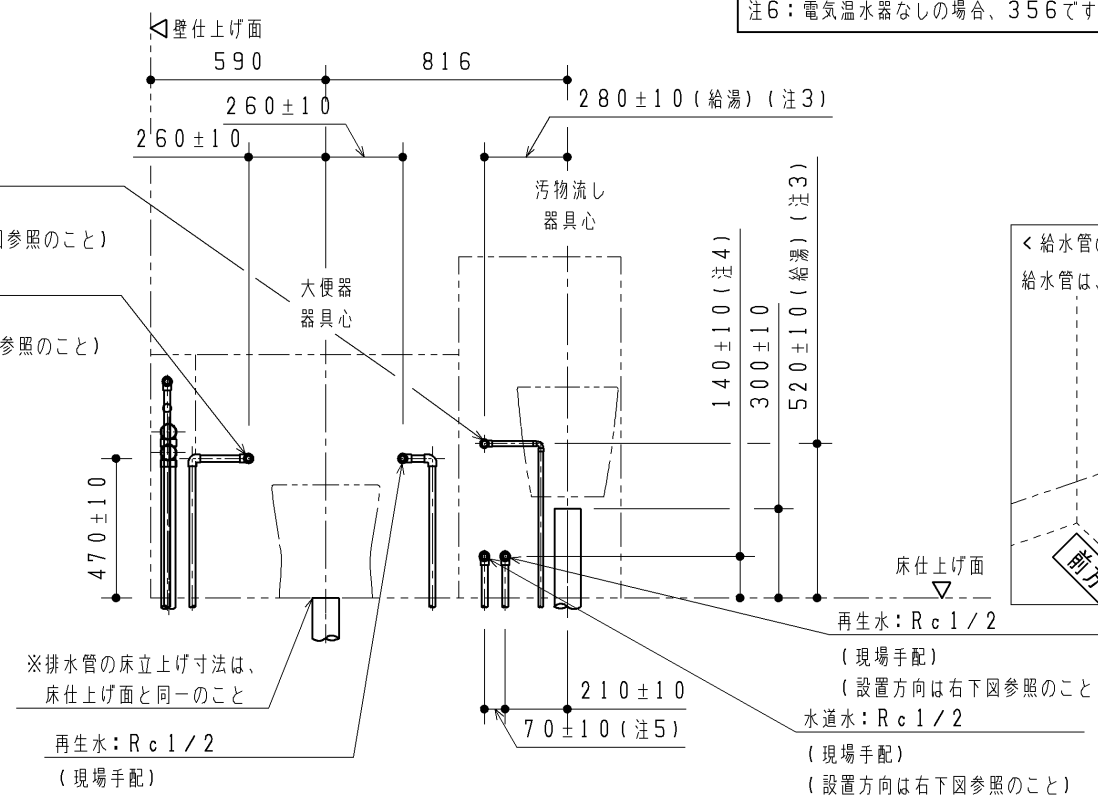 注6：電気温水器なしの場合、356です
壁仕上げ面
590
816
260±10
280±10(給湯)(注3)
260±10
汚物流し
器具心
図参照のこと)
大便器
器具心
参照のこと)
140±10(注4)
300±10
520±10(給湯)(注3)
<給水管の
給水管は、
470±10
床仕上げ面
前方
再生水：Rc1/2
(現場手配)
(設置方向は右下図参照のこと
※排水管の床立上げ寸法は、
床仕上げ面と同一のこと
210±10
70±10(注5)
水道水：Rc1/2
(現場手配)
(設置方向は右下図参照のこと)
再生水：Rc1/2
(現場手配)